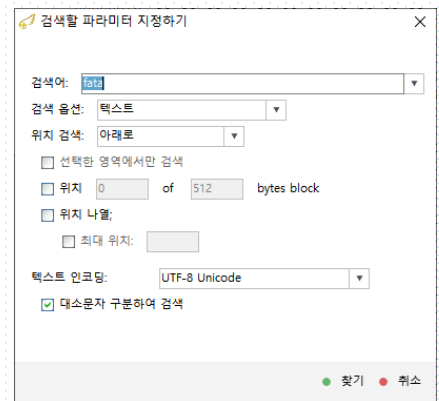 검색할 파라미터 지정하기
검색어: fata
검색 옵션: 텍스트
위치 검색: 아래로
선택한 영역에서만 검색
위치 0 of 512 bytes block
위치 나열;
최대 위치:
텍스트 인코딩: UTF-8 Unicode
대소문자 구분하여 검색
찾기 취소